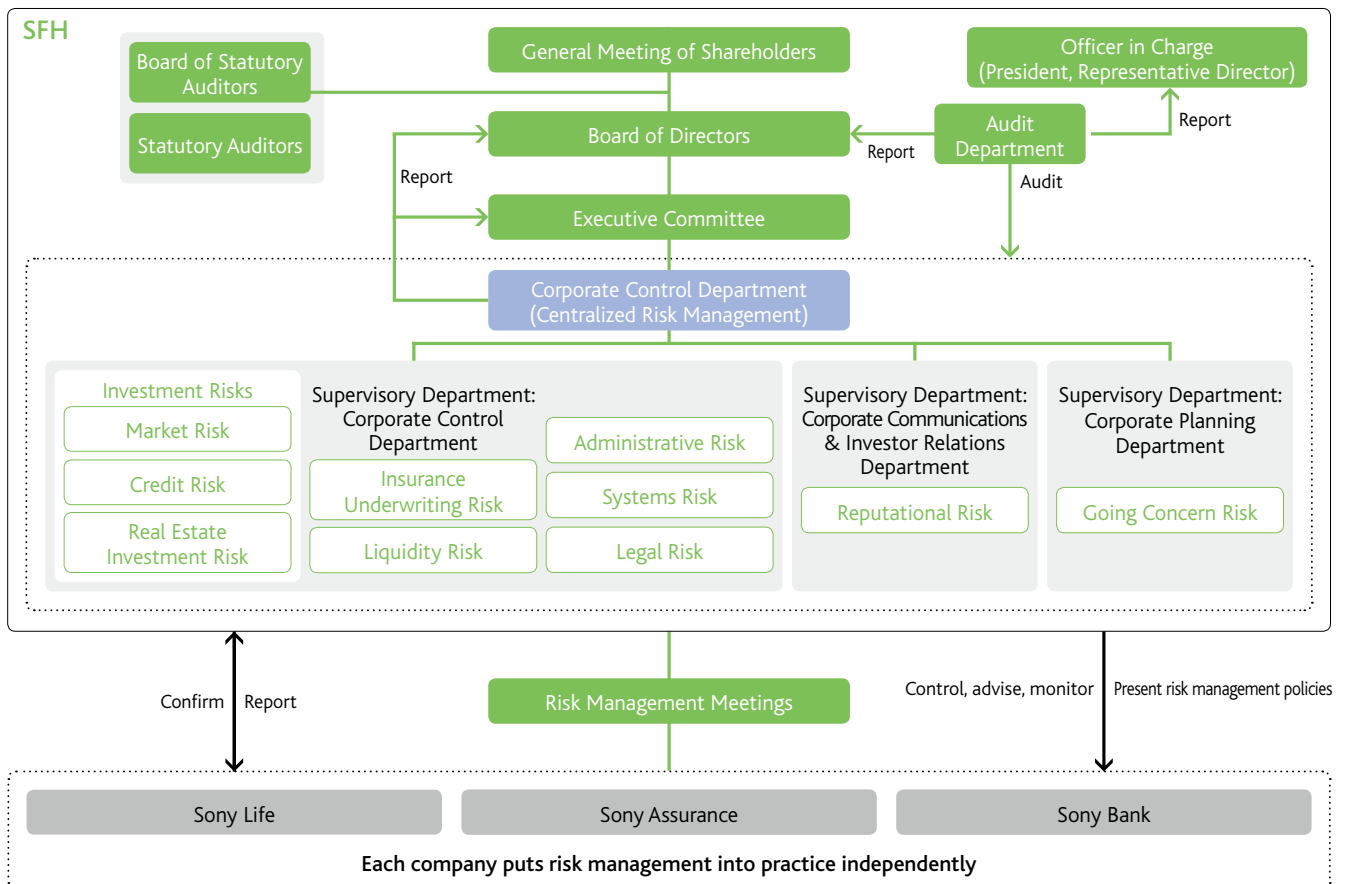 SFH
Board of Statutory
Auditors
Statutory Auditors
General Meeting of Shareholders
Officer in Charge
(President, Representative Director)
Board of Directors
Report
Audit
Department
Report
Audit
Report
Executive Committee
Corporate Control Department
(Centralized Risk Management)
Investment Risks
Market Risk
Credit Risk
Real Estate
Investment Risk
Supervisory Department:
Corporate Control
Department
Insurance
Underwriting Risk
Liquidity Risk
Administrative Risk
Systems Risk
Legal Risk
Supervisory Department:
Corporate Communications
& Investor Relations
Department
Reputational Risk
Supervisory Department:
Corporate Planning
Department
Going Concern Risk
Confirm
Report
Risk Management Meetings
Control, advise, monitor
Present risk management policies
Sony Life
Sony Assurance
Sony Bank
Each company puts risk management into practice independently